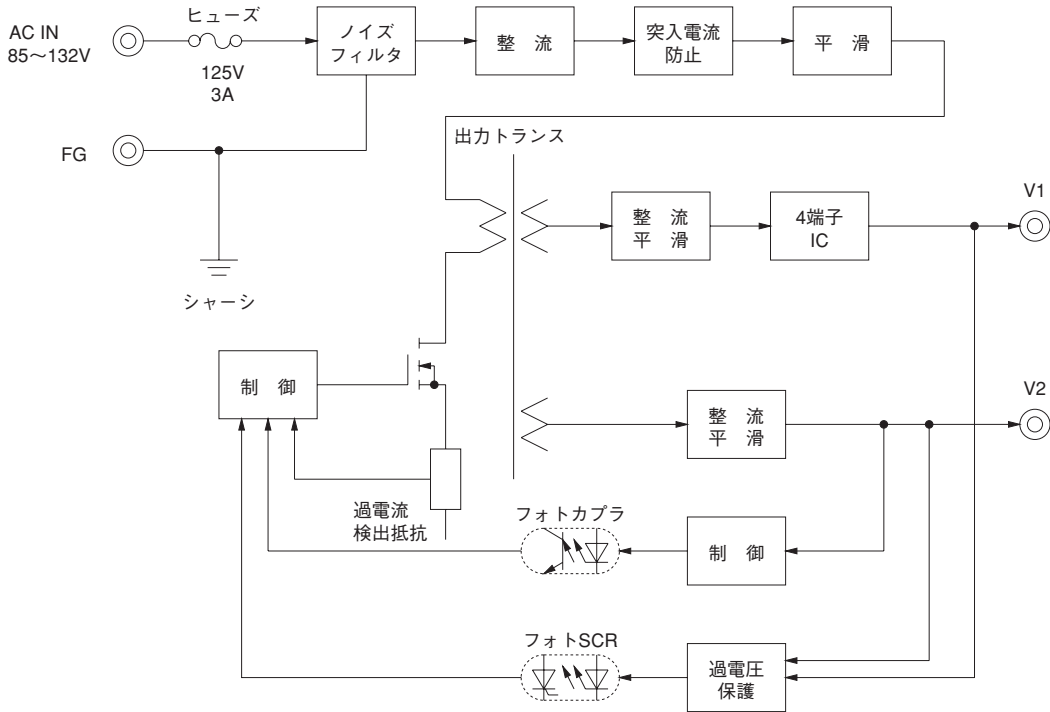 ヒューズ
AC IN
85～132V
125V
3A
ノイズ
フィルタ
整 流
突入電流
防止
平 滑
FG
シャーシ
出力トランス
整 流
平 滑
4端子
IC
V1
制 御
整 流
平 滑
V2
過電流
検出抵抗
フォトカプラ
制 御
フォトSCR
過電圧
保護